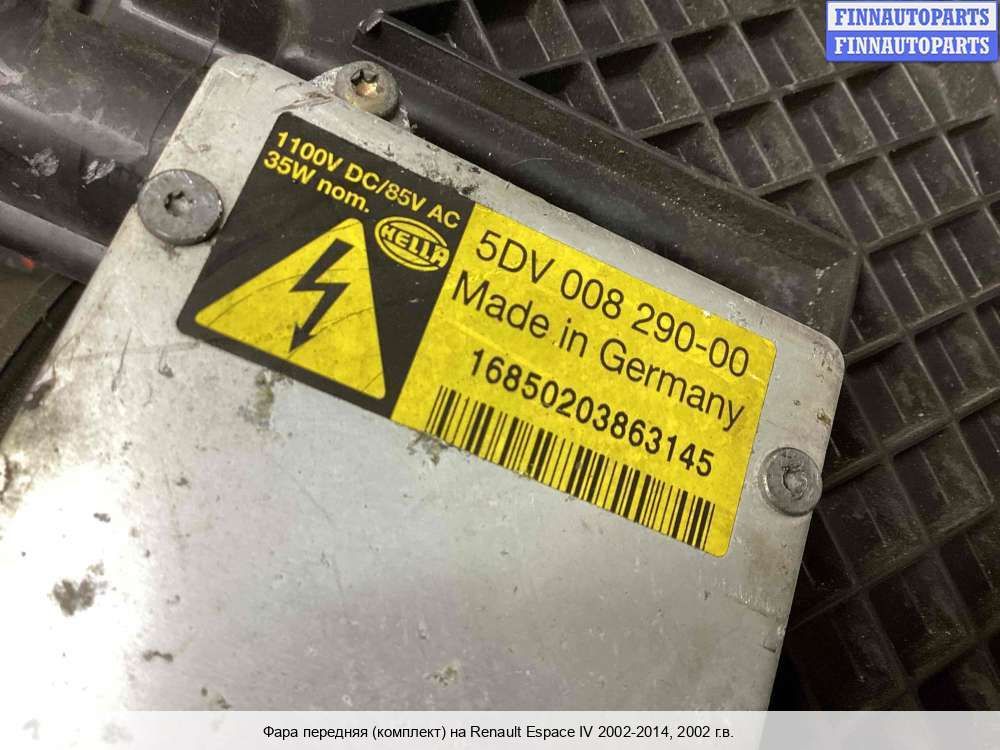 FINNAUTOPARTS
FINNAUTOPARTS
1100V DC/85V AC
35W nom.
HELLA
5DV 008 290-00
Made in Germany
16850203863145
Фара передняя (комплект) на Renault Espace IV 2002-2014, 2002 г.в.